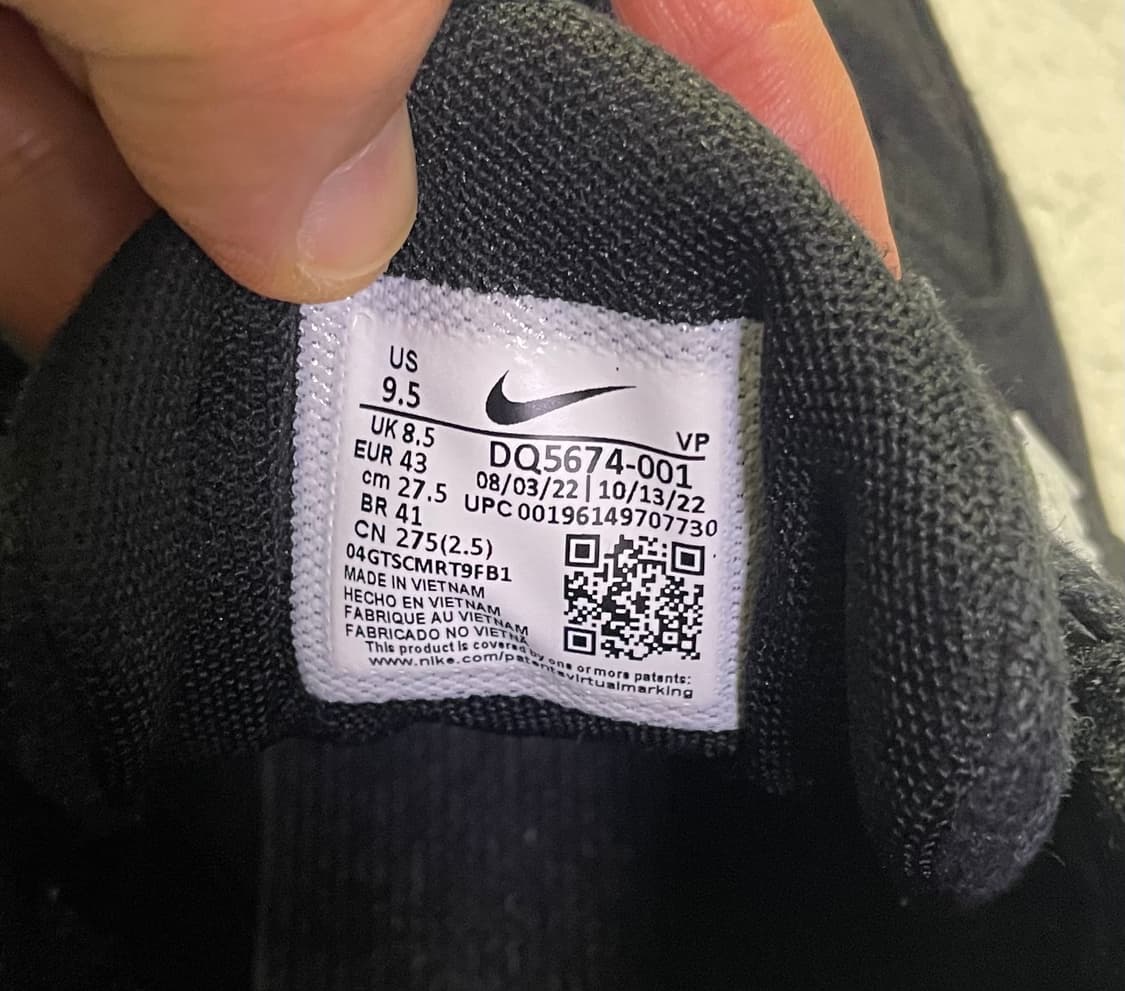 US
9.5
VP
UK 8.5
DQ5674-001
EUR 43
08/03/22|10/13/22
cm 27.5
UPC 00196149707730
BR 41
CN 275(2.5)
04GTSCMRT9FB1
MADE IN VIETNAM
HECHO EN VIETNAM
FABRIQUE AU VIETNAM
FABRICADO NO VIETNA
This product is covered by one or more patents:
www.nike.com/patentsvirtualmarking